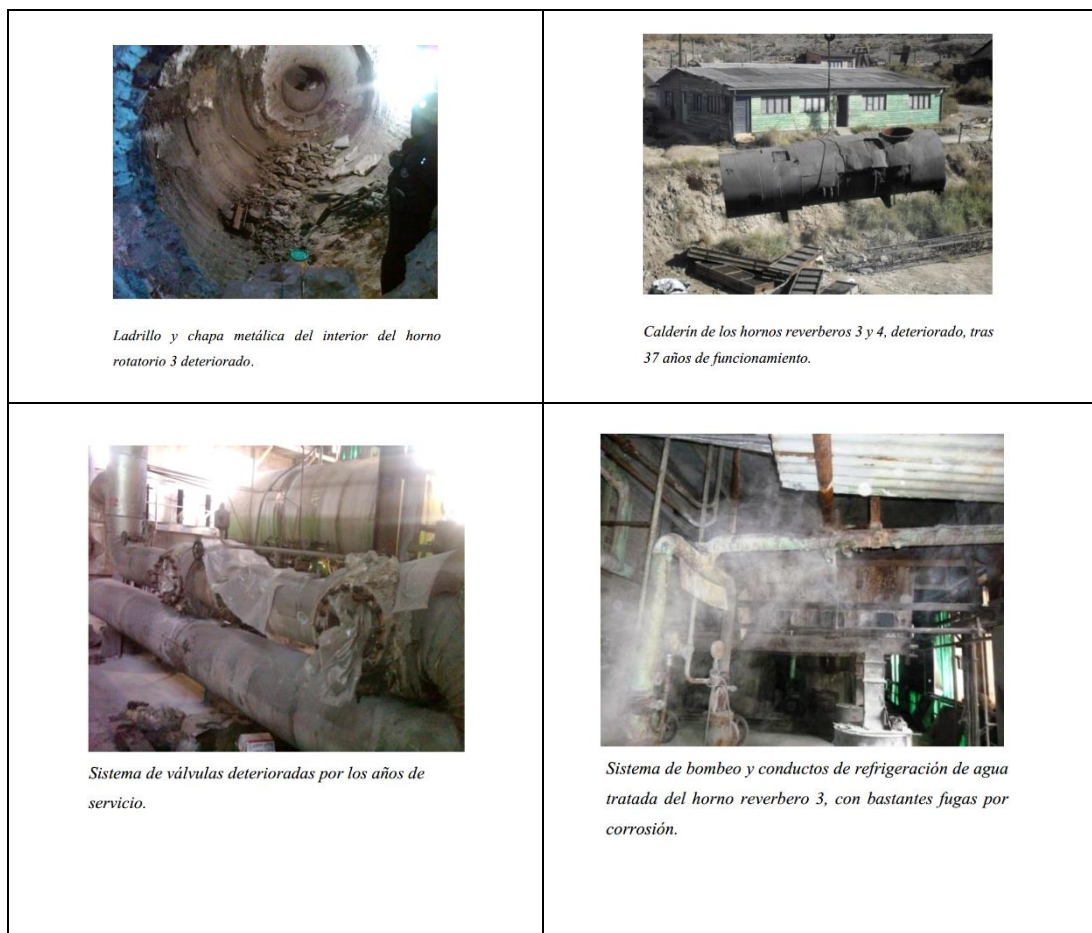 Ladrillo y chapa metálica del interior del horno
rotatorio 3 deteriorado.
Calderín de los hornos reverberos 3 y 4, deteriorado, tras
37 años de funcionamiento.
Sistema de válvulas deterioradas por los años de
servicio.
Sistema de bombeo y conductos de refrigeración de agua
tratada del horno reverbero 3, con bastantes fugas por
corrosión.